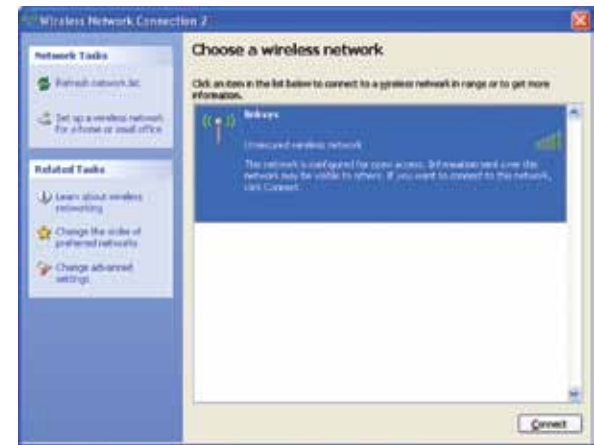 Wireless Network Connection 2
Network Tasks
Refresh network list
Set up a wireless network
for a home or small office
Related Tasks
Learn about wireless
networking
Change the order of
preferred networks
Change advanced
settings
Choose a wireless network
Click an item in the list below to connect to a wireless network in range or to get more
information.
linksys
Unsecured wireless network
This network is configured for open access. Information sent over this
network may be visible to others. If you want to connect to this network,
click Connect.
Connect